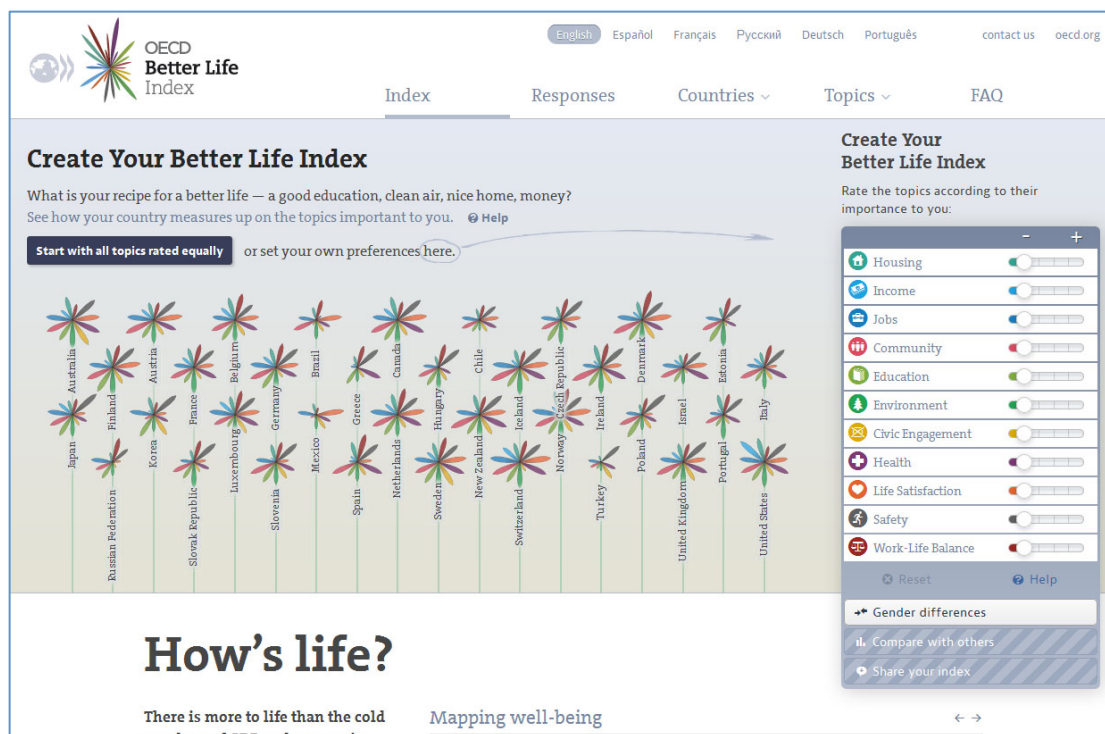 OECD
Better Life
Index
English Español Français Русский Deutsch Português contact us oecd.org
Index Responses Countries Topics FAQ
Create Your Better Life Index
What is your recipe for a better life — a good education, clean air, nice home, money?
See how your country measures up on the topics important to you. Help
Start with all topics rated equally or set your own preferences here.
Australia
Austria
Belgium
Brazil
Canada
Chile
Czech Republic
Denmark
Estonia
Finland
France
Germany
Greece
Hungary
Iceland
Ireland
Israel
Italy
Japan
Korea
Luxembourg
Mexico
Netherlands
New Zealand
Norway
Poland
Portugal
Russian Federation
Slovak Republic
Slovenia
Spain
Sweden
Switzerland
Turkey
United Kingdom
United States
Create Your
Better Life Index
Rate the topics according to their
importance to you:
- +
Housing
Income
Jobs
Community
Education
Environment
Civic Engagement
Health
Life Satisfaction
Safety
Work-Life Balance
Reset Help
Gender differences
Compare with others
Share your index
How's life?
There is more to life than the cold
Mapping well-being